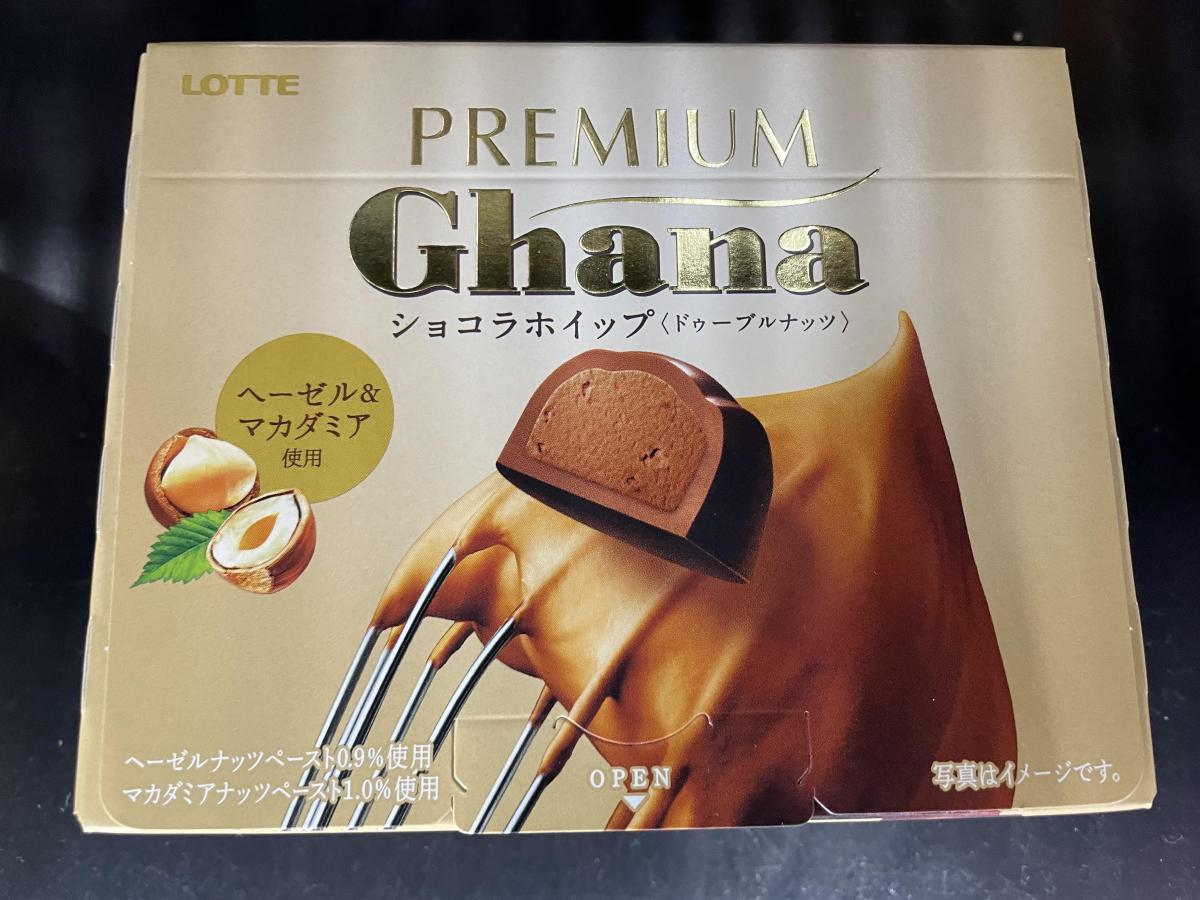 LOTTE
PREMIUM
Ghana
ショコラホイップ〈ドゥーブルナッツ〉
ヘーゼル&
マカダミア
使用
ヘーゼルナッツペースト0.9%使用
マカダミアナッツペースト1.0%使用
OPEN
写真はイメージです。